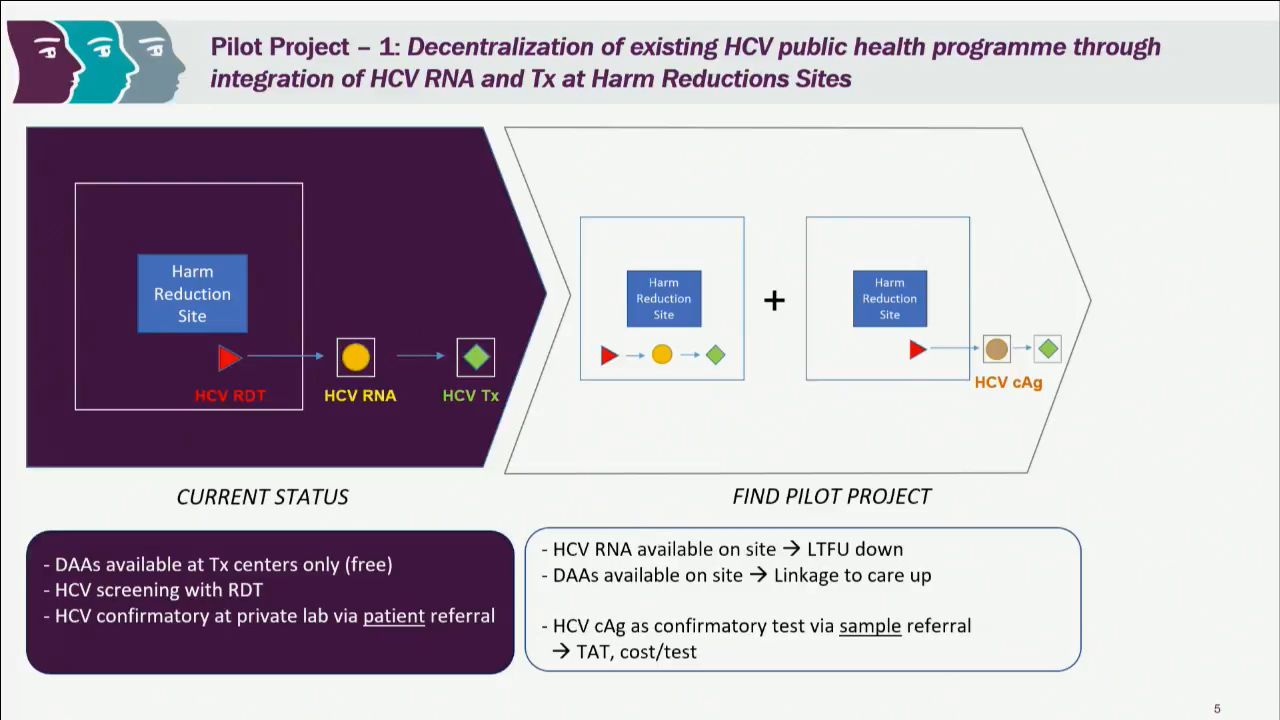 Pilot Project – 1: Decentralization of existing HCV public health programme through
integration of HCV RNA and Tx at Harm Reductions Sites
Harm
Reduction
Site
HCV RDT
HCV RNA
HCV Tx
Harm
Reduction
Site
+
Harm
Reduction
Site
HCV cAg
CURRENT STATUS
FIND PILOT PROJECT
- DAAs available at Tx centers only (free)
- HCV screening with RDT
- HCV confirmatory at private lab via patient referral
- HCV RNA available on site → LTFU down
- DAAs available on site → Linkage to care up
- HCV cAg as confirmatory test via sample referral
→ TAT, cost/test
5